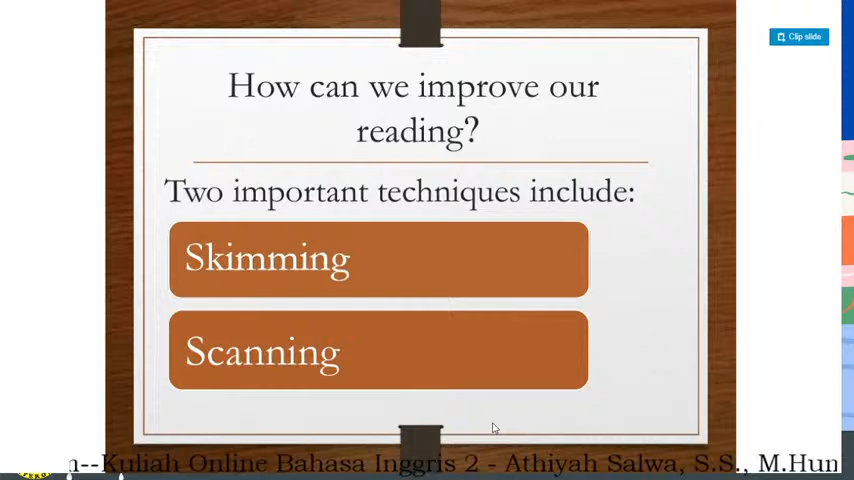 Clip slide
How can we improve our
reading?
Two important techniques include:
Skimming
Scanning
--Kuliah Online Bahasa Inggris 2 - Athiyah Salwa, S.S., M.Hum